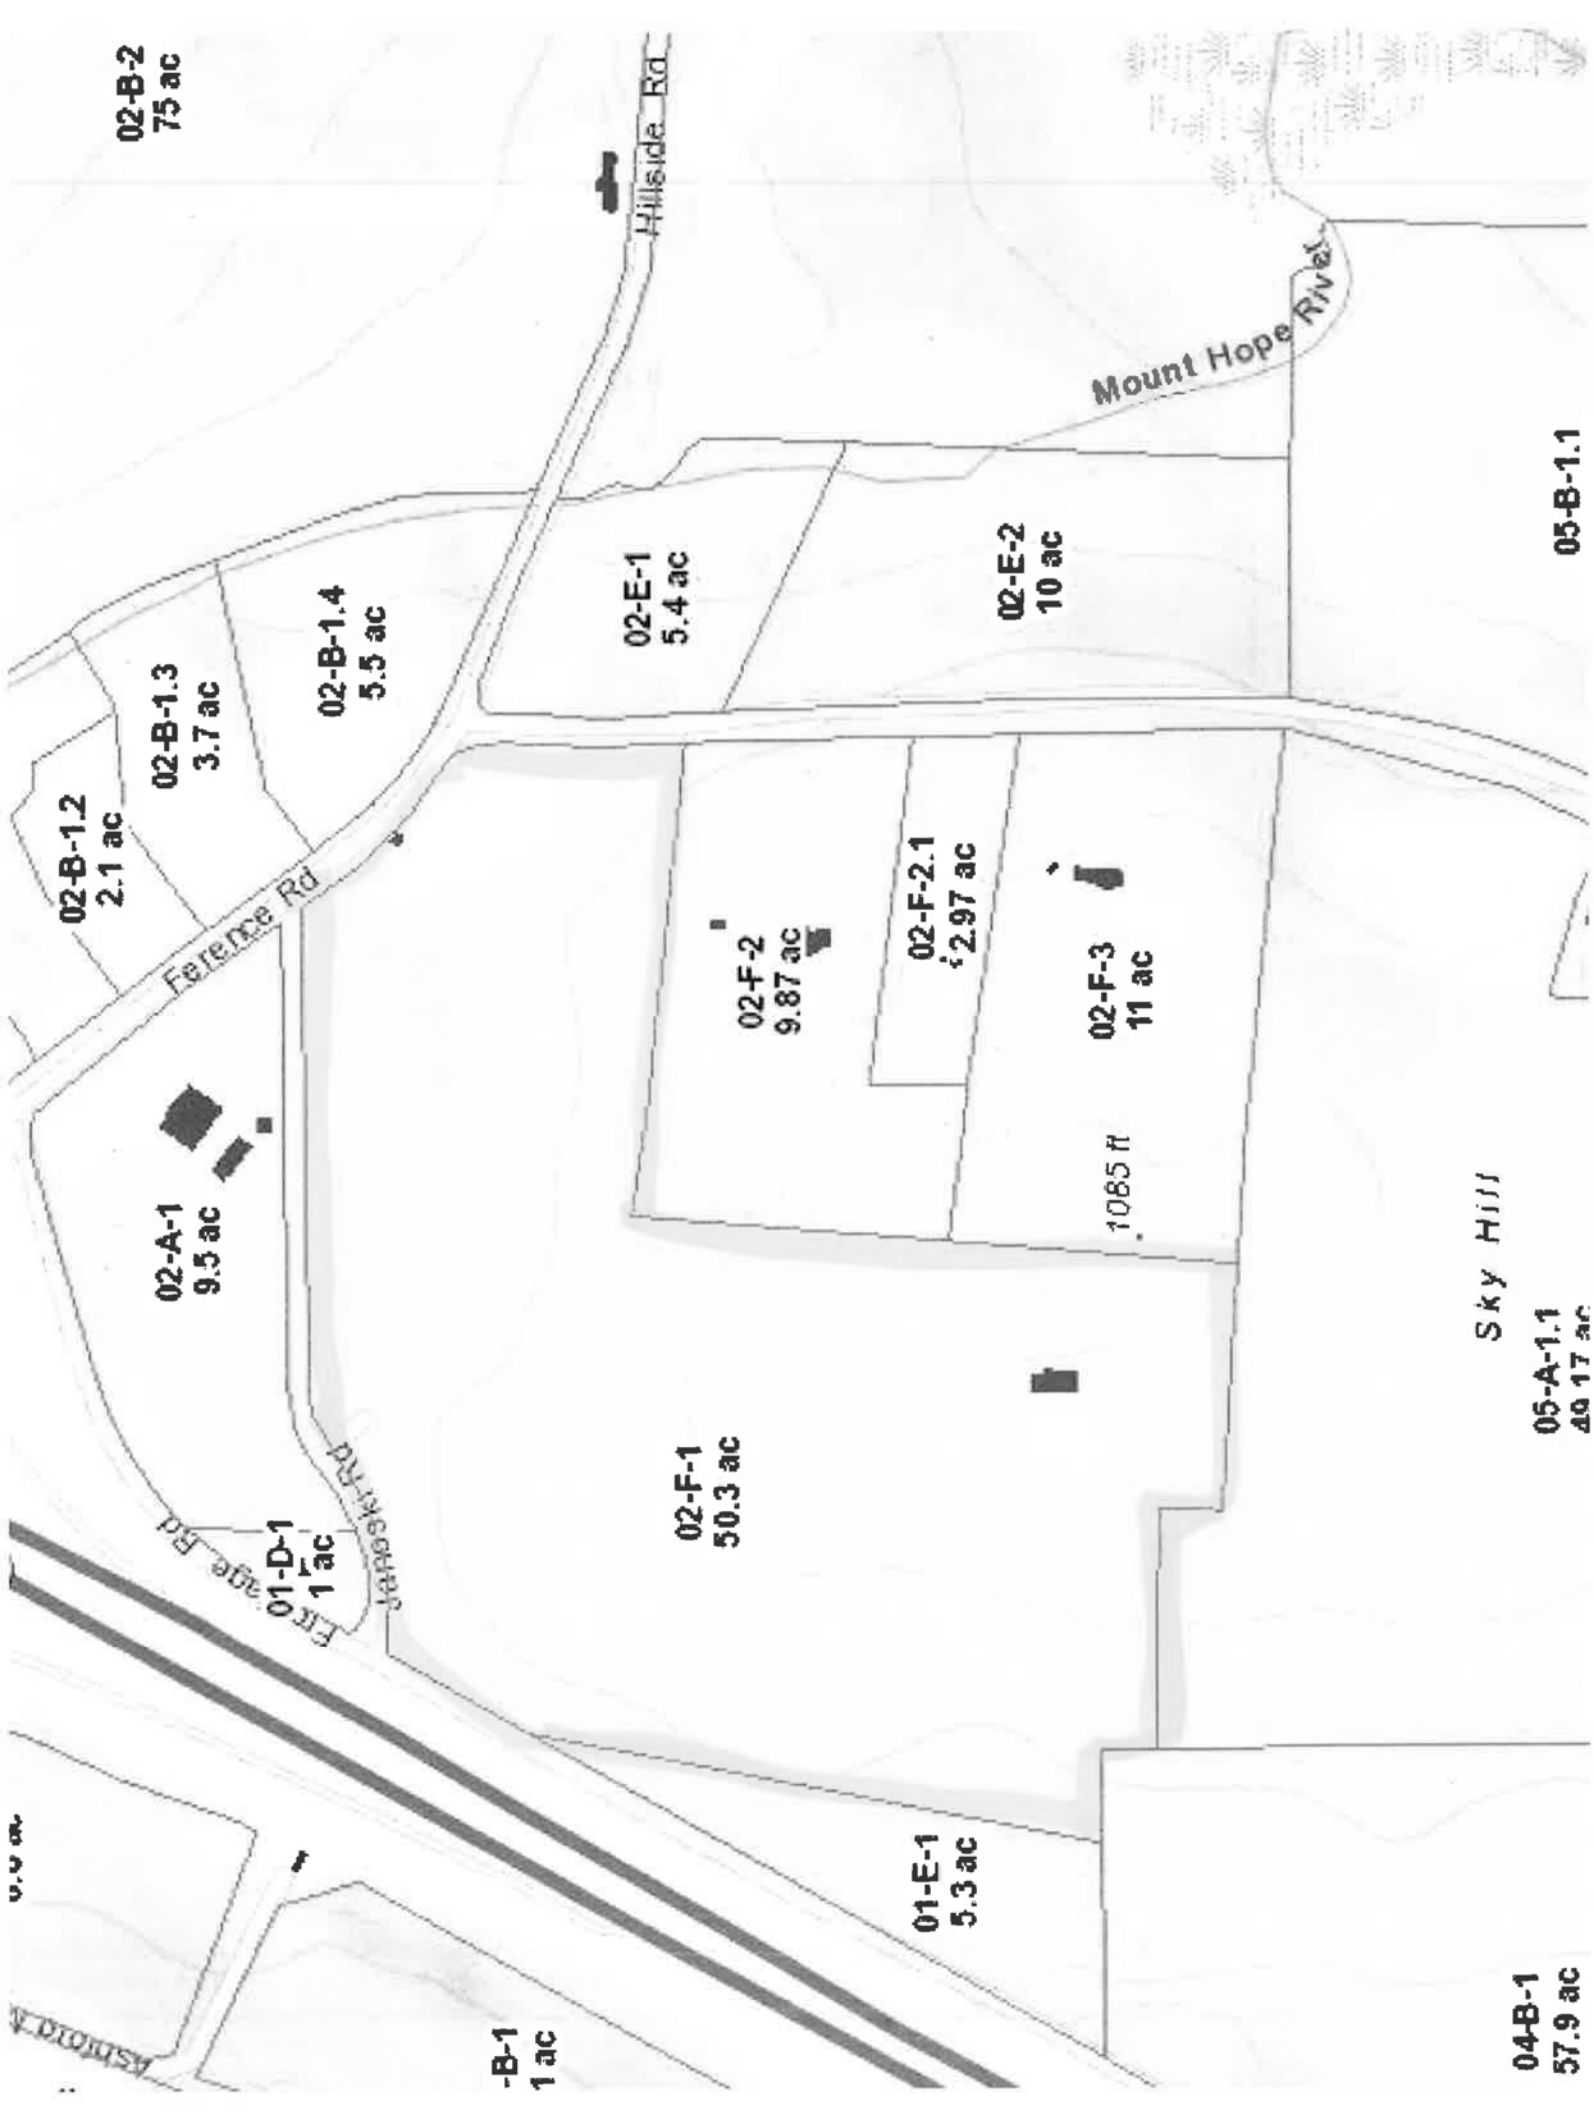 02-B-2
75 ac
Hillside Rd
Mount Hope River
05-B-1.1
02-E-1
5.4 ac
02-E-2
10 ac
02-B-1.4
5.5 ac
02-B-1.3
3.7 ac
02-B-1.2
2.1 ac
Ference Rd
02-F-2
9.87 ac
02-F-2.1
2.97 ac
02-F-3
11 ac
1085 ft
02-A-1
9.5 ac
Sky Hill
05-A-1.1
49.17 ac
02-F-1
50.3 ac
Rd
01-D-1
1 ac
01-E-1
5.3 ac
04-B-1
57.9 ac
-B-1
1 ac